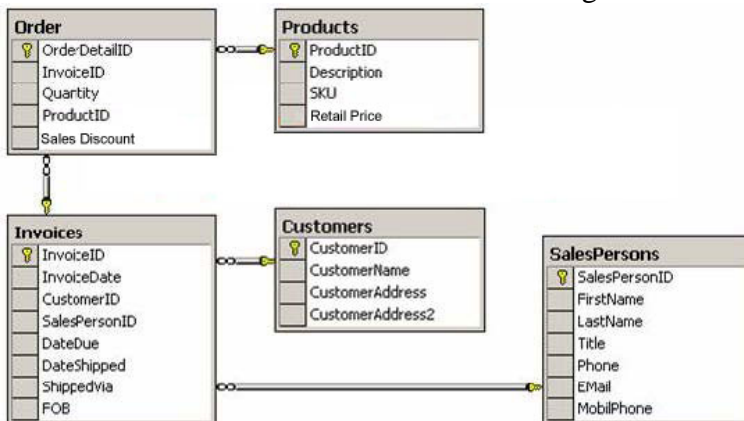 Order
OrderDetailID
InvoiceID
Quantity
ProductID
Sales Discount
Products
ProductID
Description
SKU
Retail Price
Invoices
InvoiceID
InvoiceDate
CustomerID
SalesPersonID
DateDue
DateShipped
ShippedVia
FOB
Customers
CustomerID
CustomerName
CustomerAddress
CustomerAddress2
SalesPersons
SalesPersonID
FirstName
LastName
Title
Phone
EMail
MobilPhone